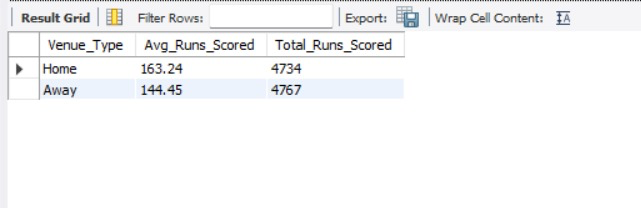 Result Grid Filter Rows: Export: Wrap Cell Content: IA
Venue_Type Avg_Runs_Scored Total_Runs_Scored
Home 163.24 4734
Away 144.45 4767